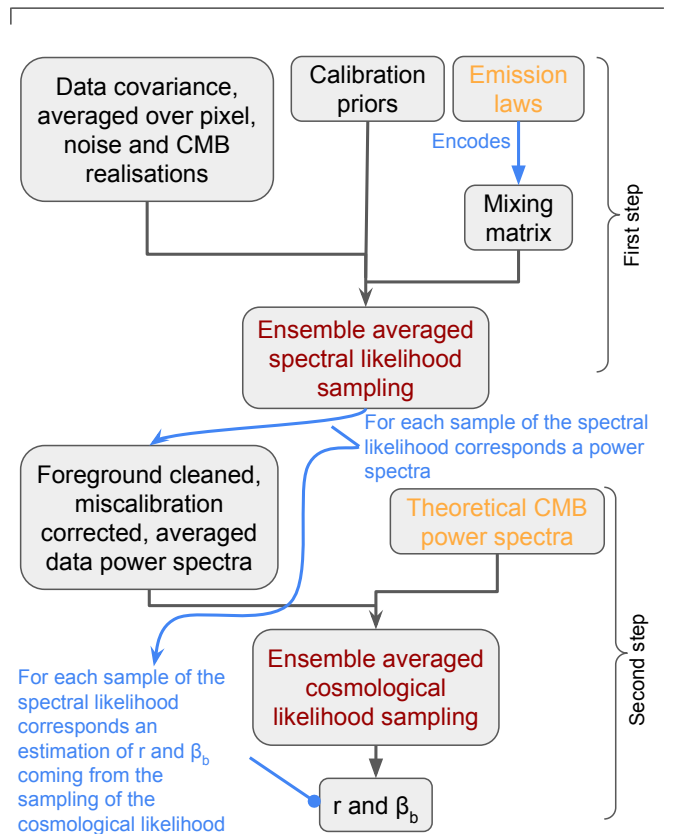 Data covariance,
averaged over pixel,
noise and CMB
realisations
Calibration
priors
Emission
laws
Encodes
Mixing
matrix
First step
Ensemble averaged
spectral likelihood
sampling
For each sample of the spectral
likelihood corresponds a power
spectra
Foreground cleaned,
miscalibration
corrected, averaged
data power spectra
Theoretical CMB
power spectra
Second step
Ensemble averaged
cosmological
likelihood sampling
For each sample of the
spectral likelihood
corresponds an
estimation of r and β_b
coming from the
sampling of the
cosmological likelihood
r and β_b